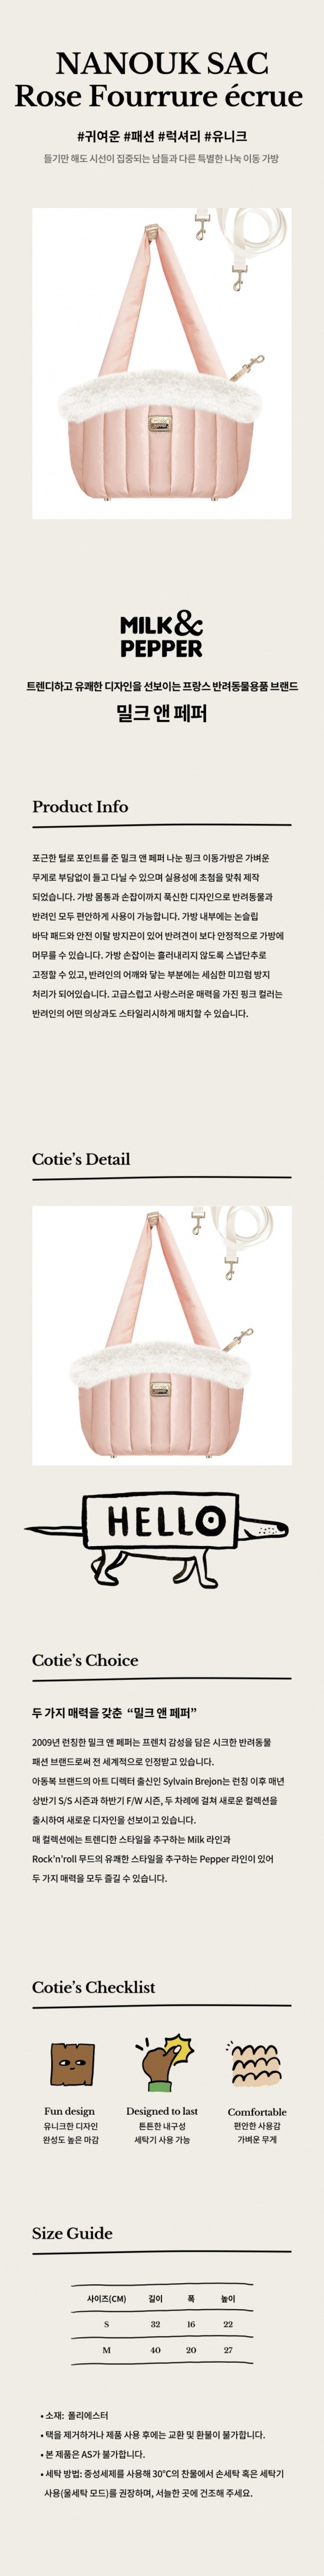 NANOUK SAC
Rose Fourrure écrue
#귀여운 #패션 #럭셔리 #유니크
들기만 해도 시선이 집중되는 남들과 다른 특별한 나눅 이동 가방
MILK&
PEPPER
트렌디하고 유쾌한 디자인을 선보이는 프랑스 반려동물용품 브랜드
밀크 앤 페퍼
Product Info
포근한 털로 포인트를 준 밀크 앤 페퍼 나눈 핑크 이동가방은 가벼운
무게로 부담없이 들고 다닐 수 있으며 실용성에 초첨을 맞춰 제작
되었습니다. 가방 몸통과 손잡이까지 푹신한 디자인으로 반려동물과
반려인 모두 편안하게 사용이 가능합니다. 가방 내부에는 논슬립
바닥 패드와 안전 이탈 방지끈이 있어 반려견이 보다 안정적으로 가방에
머무를 수 있습니다. 가방 손잡이는 흘러내리지 않도록 스냅단추로
고정할 수 있고, 반려인의 어깨와 닿는 부분에는 세심한 미끄럼 방지
처리가 되어있습니다. 고급스럽고 사랑스러운 매력을 가진 핑크 컬러는
반려인의 어떤 의상과도 스타일리시하게 매치할 수 있습니다.
Cotie’s Detail
HELLO
Cotie’s Choice
두 가지 매력을 갖춘 “밀크 앤 페퍼”
2009년 런칭한 밀크 앤 페퍼는 프렌치 감성을 담은 시크한 반려동물
패션 브랜드로써 전 세계적으로 인정받고 있습니다.
아동복 브랜드의 아트 디렉터 출신인 Sylvain Brejon는 런칭 이후 매년
상반기 S/S 시즌과 하반기 F/W 시즌, 두 차례에 걸쳐 새로운 컬렉션을
출시하여 새로운 디자인을 선보이고 있습니다.
매 컬렉션에는 트렌디한 스타일을 추구하는 Milk 라인과
Rock’n’roll 무드의 유쾌한 스타일을 추구하는 Pepper 라인이 있어
두 가지 매력을 모두 즐길 수 있습니다.
Cotie’s Checklist
Fun design
유니크한 디자인
완성도 높은 마감
Designed to last
튼튼한 내구성
세탁기 사용 가능
Comfortable
편안한 사용감
가벼운 무게
Size Guide
사이즈(CM) 길이 폭 높이
S 32 16 22
M 40 20 27
• 소재: 폴리에스터
• 택을 제거하거나 제품 사용 후에는 교환 및 환불이 불가합니다.
• 본 제품은 AS가 불가합니다.
• 세탁 방법: 중성세제를 사용해 30°C의 찬물에서 손세탁 혹은 세탁기
사용(울세탁 모드)를 권장하며, 서늘한 곳에 건조해 주세요.